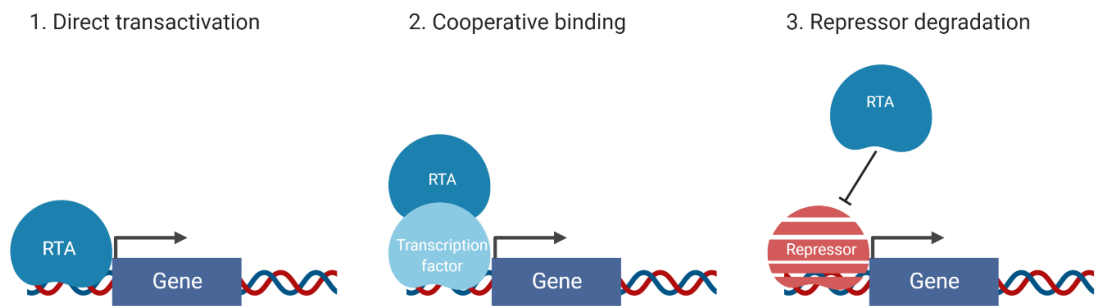 1. Direct transactivation
2. Cooperative binding
3. Repressor degradation
RTA
Gene
RTA
Transcription
factor
Gene
RTA
Repressor
Gene